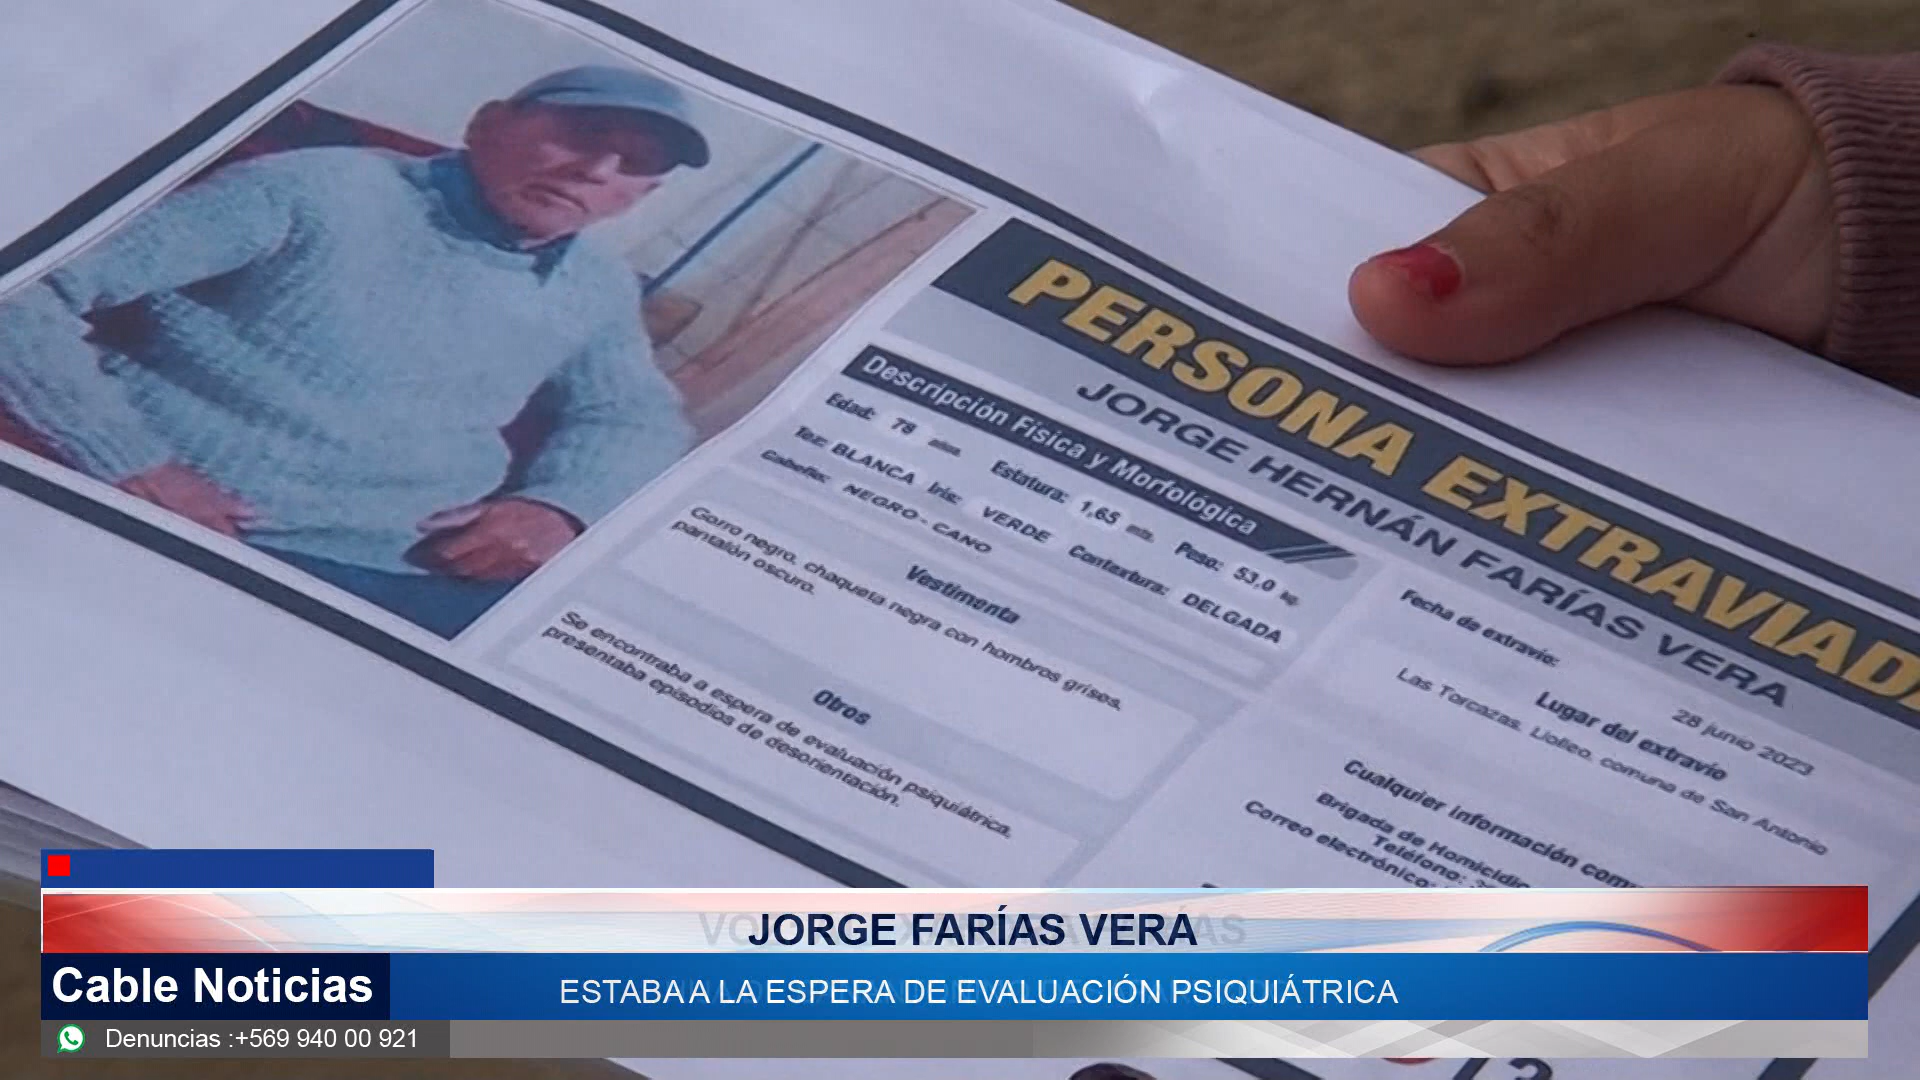 PERSONA EXTRAVIAD
JORGE HERNÁN FARÍAS VERA
Descripción Física y Morfológica
Edad: 78 años Estatura: 1,65 mts. Peso: 53,0 kg.
Tez: BLANCA Iris: VERDE Contextura: DELGADA
Cabello: NEGRO - CANO
Vestimenta
Gorro negro, chaqueta negra con hombros grises,
pantalón oscuro.
Otros
Se encontraba a espera de evaluación psiquiátrica,
presentaba episodios de desorientación.
Fecha de extravío:
28 junio 2023
Lugar del extravío
Las Torcazas, Llolleo, comuna de San Antonio
Cualquier información
Brigada de Homicidio
Teléfono:
Correo electrónico:
JORGE FARÍAS VERA
Cable Noticias
ESTABA A LA ESPERA DE EVALUACIÓN PSIQUIÁTRICA
Denuncias :+569 940 00 921